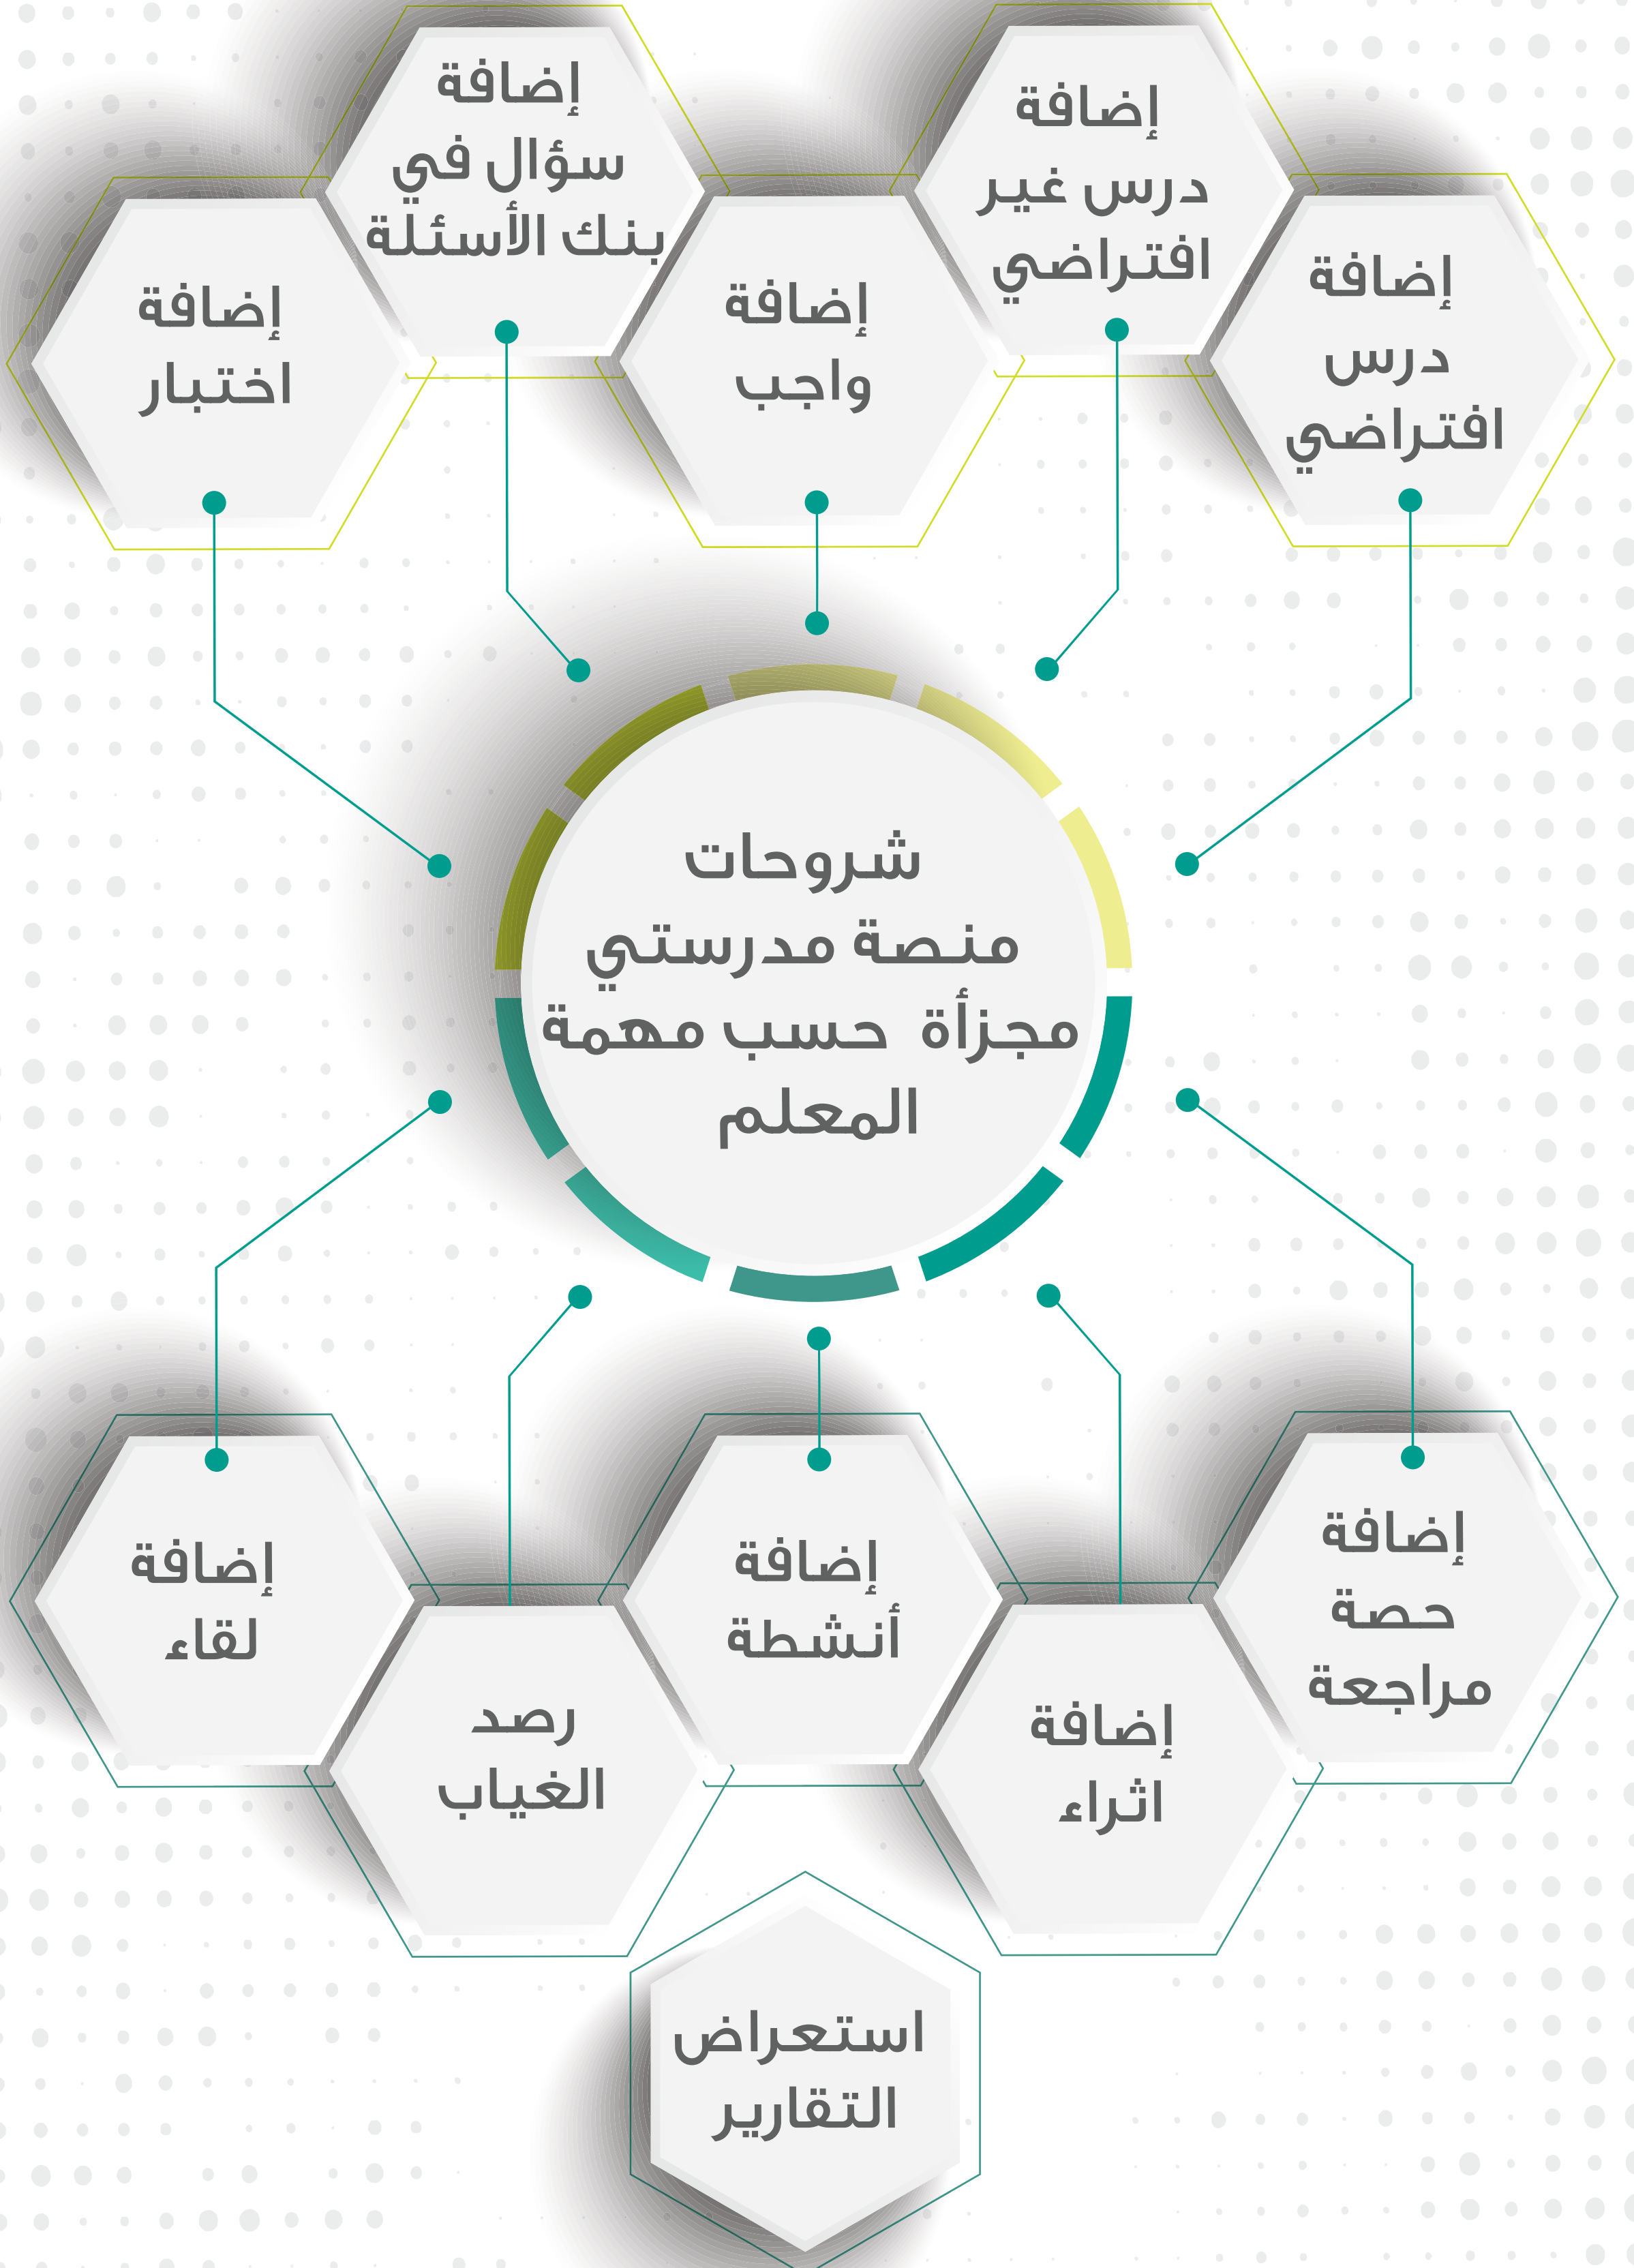 إضافة
درس
افتراضي
إضافة
درس غير
افتراضي
إضافة
واجب
إضافة
سؤال في
بنك الأسئلة
إضافة
اختبار
شروحات
منصة مدرستي
مجزأة حسب مهمة
المعلم
إضافة
حصة
مراجعة
إضافة
اثراء
إضافة
أنشطة
رصد
الغياب
إضافة
لقاء
استعراض
التقارير